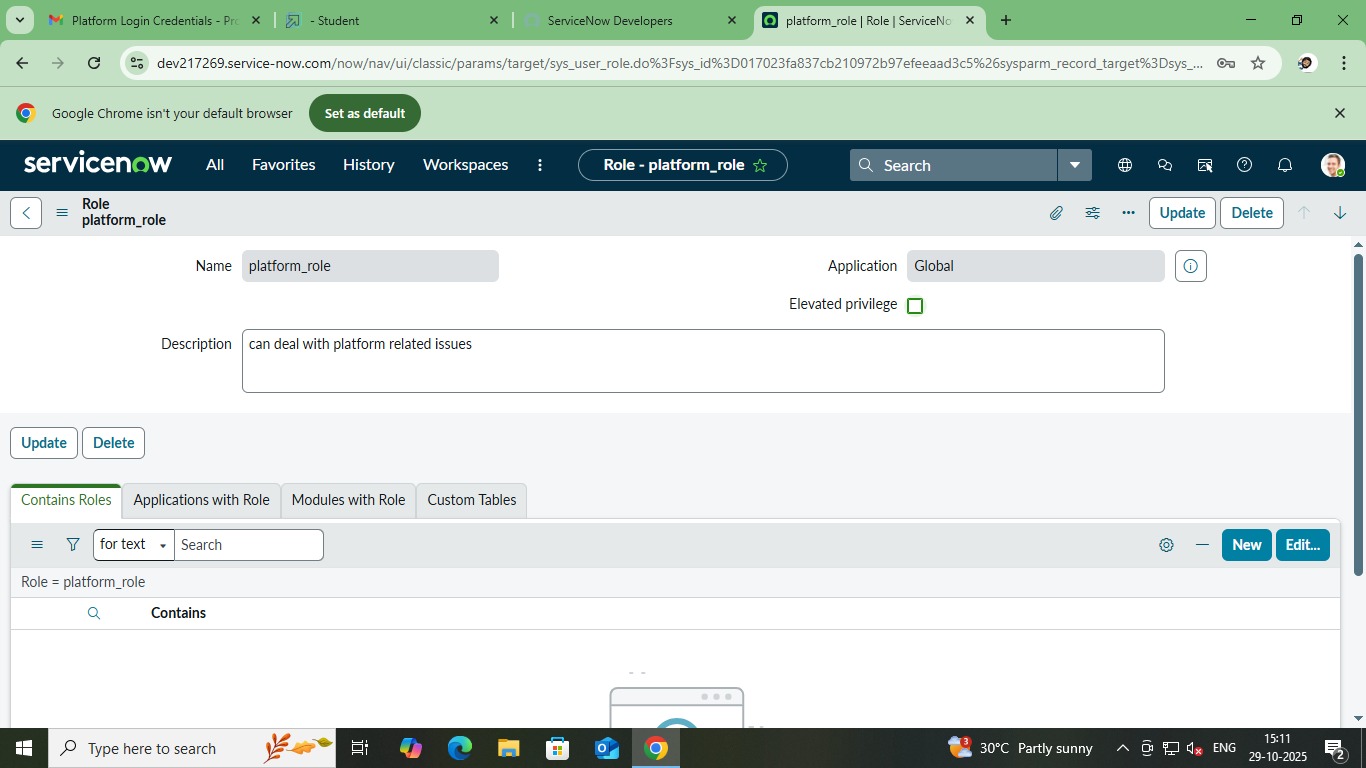 Platform Login Credentials - Pro
- Student
ServiceNow Developers
platform_role | Role | ServiceNo
dev217269.service-now.com/now/nav/ui/classic/params/target/sys_user_role.do%3Fsys_id%3D017023fa837cb210972b97efeeaad3c5%26sysparm_record_target%3Dsys_...
Google Chrome isn't your default browser
Set as default
servicenow
All
Favorites
History
Workspaces
Role - platform_role
Search
Role
platform_role
Update
Delete
Name
platform_role
Application
Global
Elevated privilege
Description
can deal with platform related issues
Update
Delete
Contains Roles
Applications with Role
Modules with Role
Custom Tables
for text
Search
New
Edit...
Role = platform_role
Contains
Type here to search
3
30°C Partly sunny
ENG
15:11
29-10-2025
2